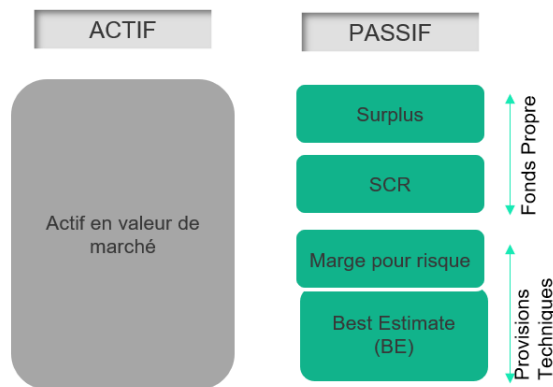 ACTIF
PASSIF
Actif en valeur de
marché
Surplus
SCR
Marge pour risque
Best Estimate
(BE)
Fonds Propre
Provisions
Techniques